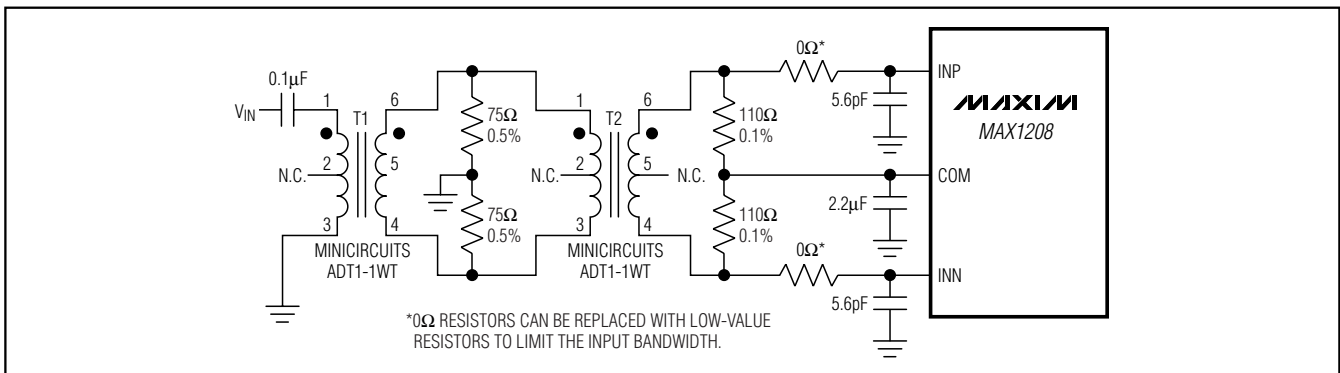 0.1μF
V_IN
1
T1
6
2
N.C.
5
3
4
MINICIRCUITS
ADT1-1WT
75Ω
0.5%
75Ω
0.5%
1
T2
6
2
N.C.
5
N.C.
3
4
MINICIRCUITS
ADT1-1WT
110Ω
0.1%
110Ω
0.1%
0Ω*
5.6pF
2.2μF
0Ω*
5.6pF
INP
MAXIM
MAX1208
COM
INN
*0Ω RESISTORS CAN BE REPLACED WITH LOW-VALUE
RESISTORS TO LIMIT THE INPUT BANDWIDTH.